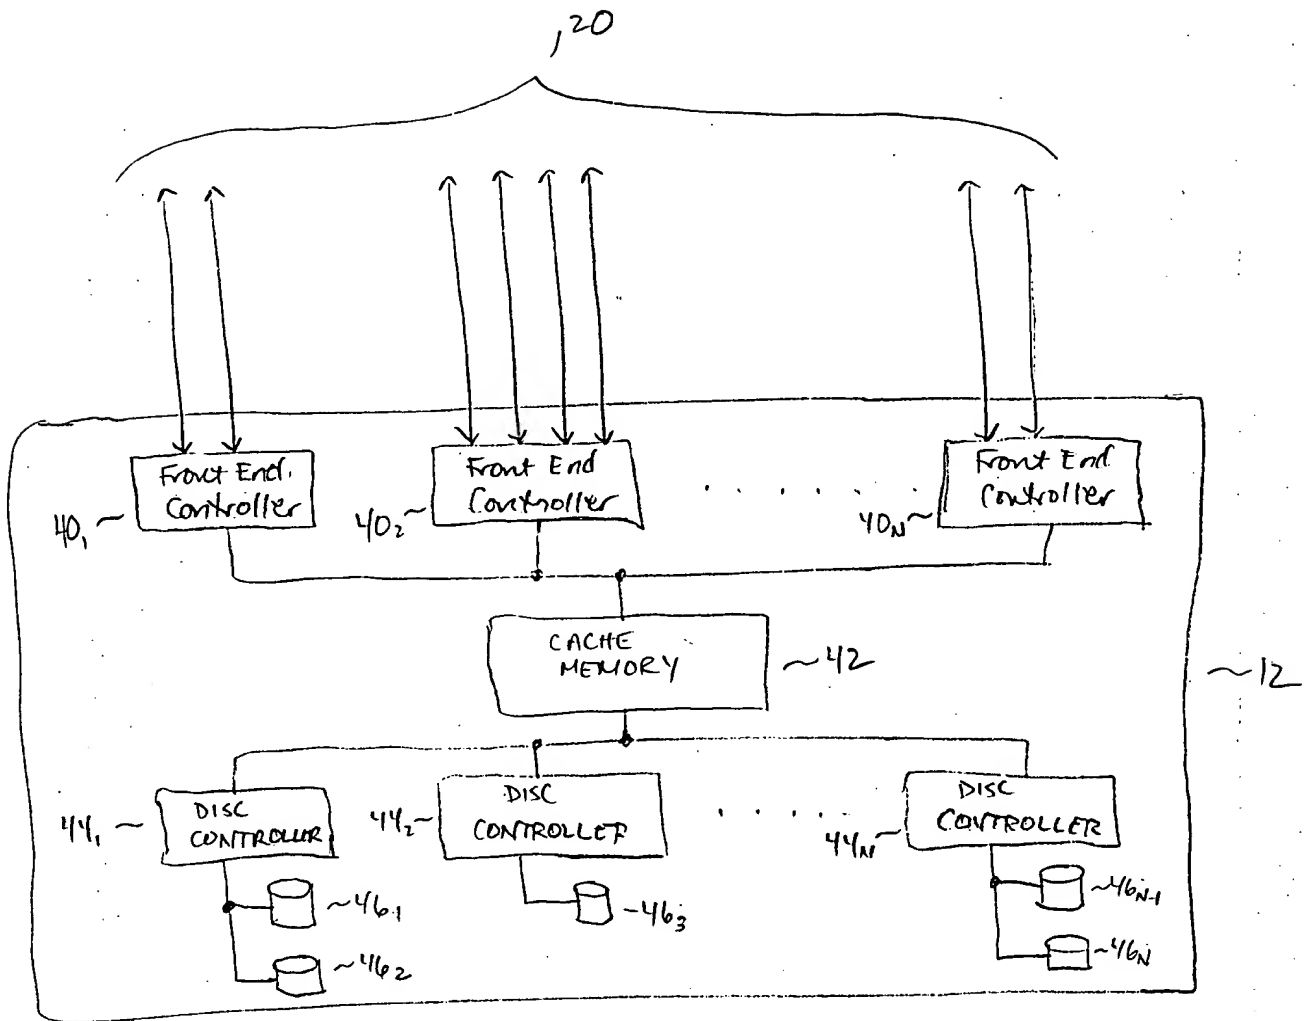 ,20
Front End.
Controller
40₁
Front End
Controller
40₂
. . . . . . .
Front End
Controller
40N
CACHE
MEMORY
~42
~12
DISC
CONTROLLER
44₁
DISC
CONTROLLER
44₂
. . . . .
DISC
CONTROLLER
44N
~46₁
~46₂
-46₃
~46N-1
~46N